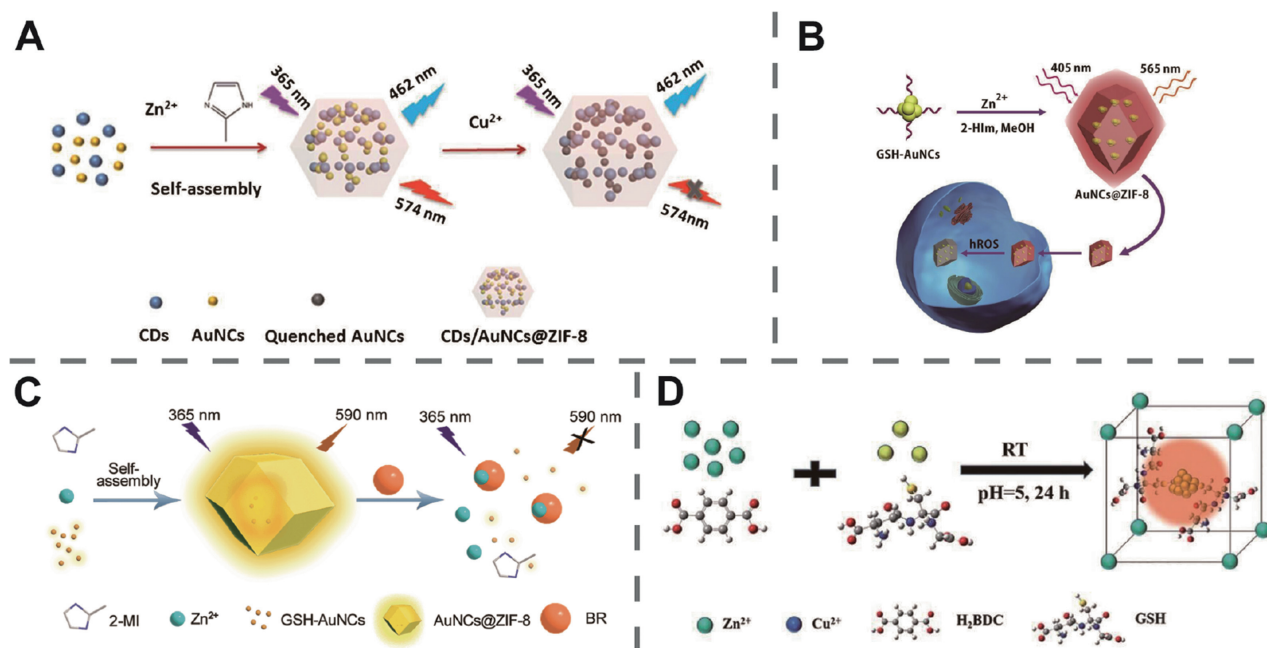 A
365 nm
462 nm
Zn²⁺
NH
N
Self-assembly
574 nm
Cu²⁺
365 nm
462 nm
574nm
CDs
AuNCs
Quenched AuNCs
CDs/AuNCs@ZIF-8
B
405 nm
565 nm
GSH-AuNCs
Zn²⁺
2-HIm, MeOH
AuNCs@ZIF-8
hROS
C
365 nm
590 nm
365 nm
590 nm
Self-
assembly
BR
2-MI
Zn²⁺
GSH-AuNCs
AuNCs@ZIF-8
BR
D
RT
pH=5, 24 h
Zn²⁺
Cu²⁺
H₂BDC
GSH